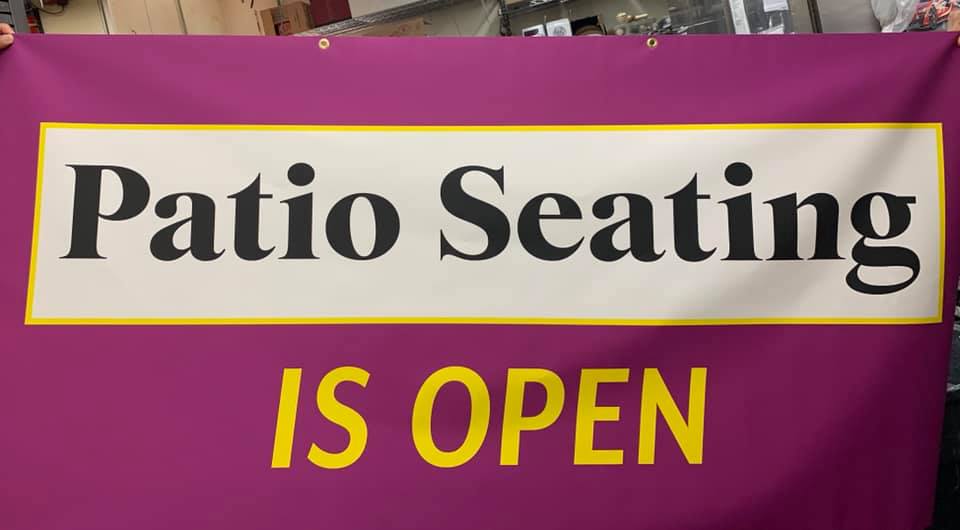 Patio Seating
IS OPEN